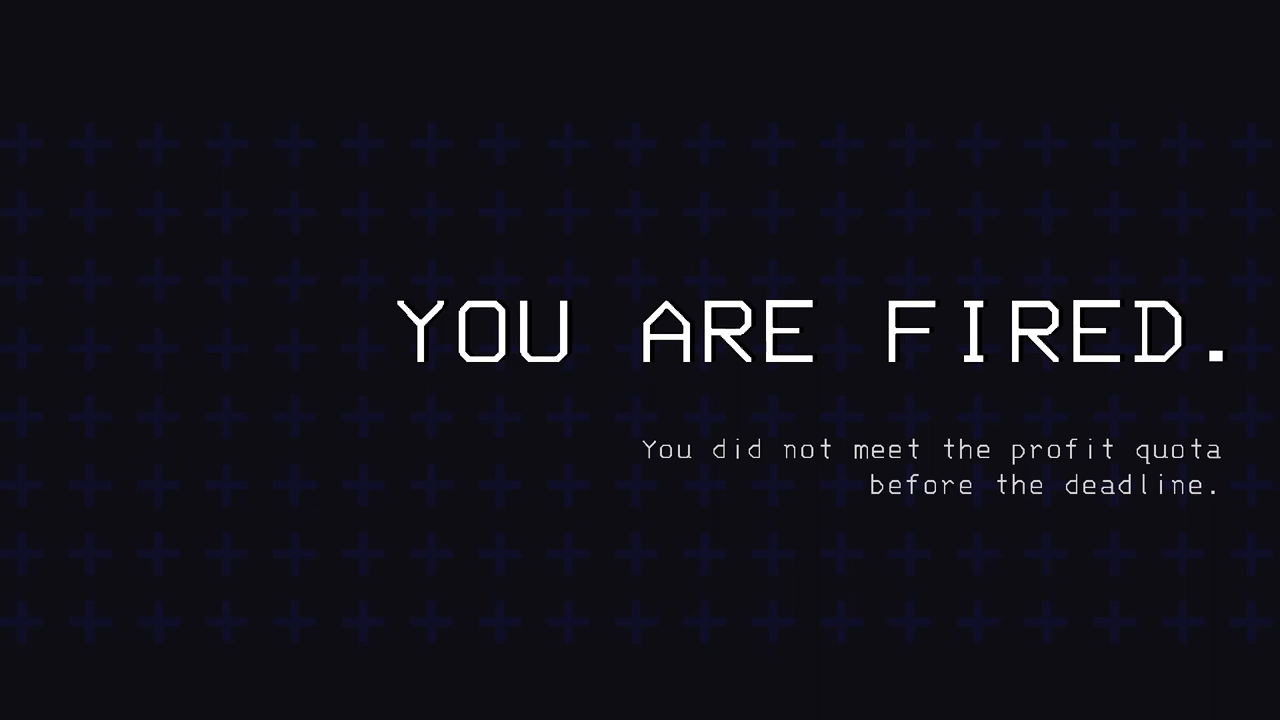 YOU ARE FIRED.
You did not meet the profit quota
before the deadline.